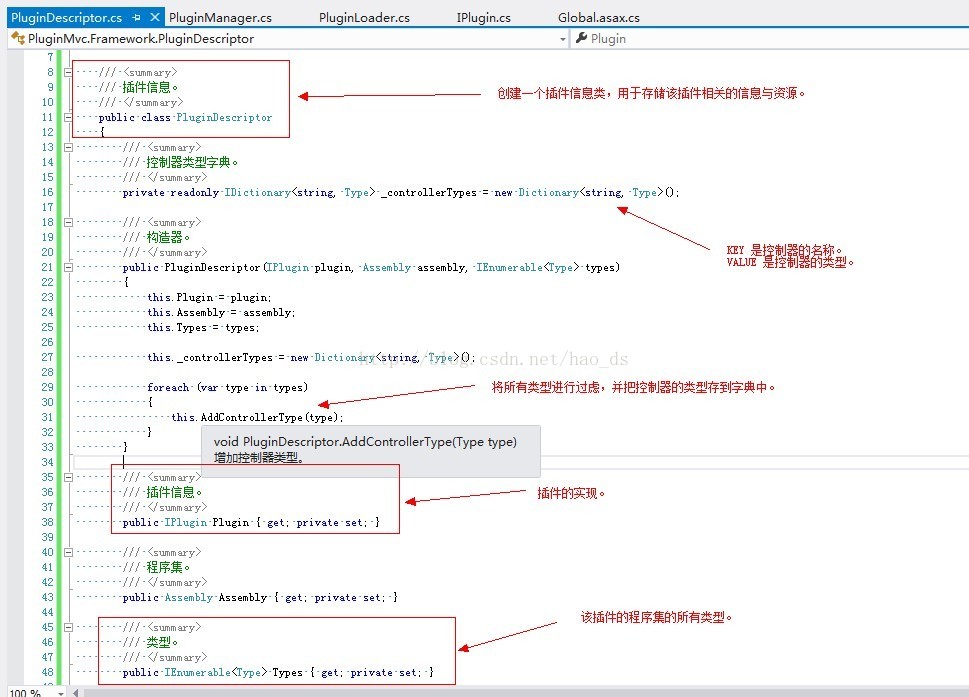 PluginDescriptor.cs PluginManager.cs PluginLoader.cs IPlugin.cs Global.asax.cs
PluginMvc.Framework.PluginDescriptor Plugin
7
8 /// <summary>
9 /// 插件信息。
创建一个插件信息类，用于存储该插件相关的信息与资源。
10 /// </summary>
11 public class PluginDescriptor
12 {
13 /// <summary>
14 /// 控制器类型字典。
15 /// </summary>
16 private readonly IDictionary<string, Type> _controllerTypes = new Dictionary<string, Type>();
17
18 /// <summary>
19 /// 构造器。
20 /// </summary>
KEY 是控制器的名称。
VALUE 是控制器的类型。
21 public PluginDescriptor(IPlugin plugin, Assembly assembly, IEnumerable<Type> types)
22 {
23 this.Plugin = plugin;
24 this.Assembly = assembly;
25 this.Types = types;
26
27 this._controllerTypes = new Dictionary<string, Type>();
http://blog.csdn.net/hao_ds
28
29 foreach (var type in types)
将所有类型进行过虑，并把控制器的类型存到字典中。
30 {
31 this.AddControllerType(type);
32 }
33 }
void PluginDescriptor.AddControllerType(Type type)
增加控制器类型。
34
35 /// <summary>
36 /// 插件信息。
插件的实现。
37 /// </summary>
38 public IPlugin Plugin { get; private set; }
39
40 /// <summary>
41 /// 程序集。
42 /// </summary>
43 public Assembly Assembly { get; private set; }
44
该插件的程序集的所有类型。
45 /// <summary>
46 /// 类型。
47 /// </summary>
48 public IEnumerable<Type> Types { get; private set; }
100 %